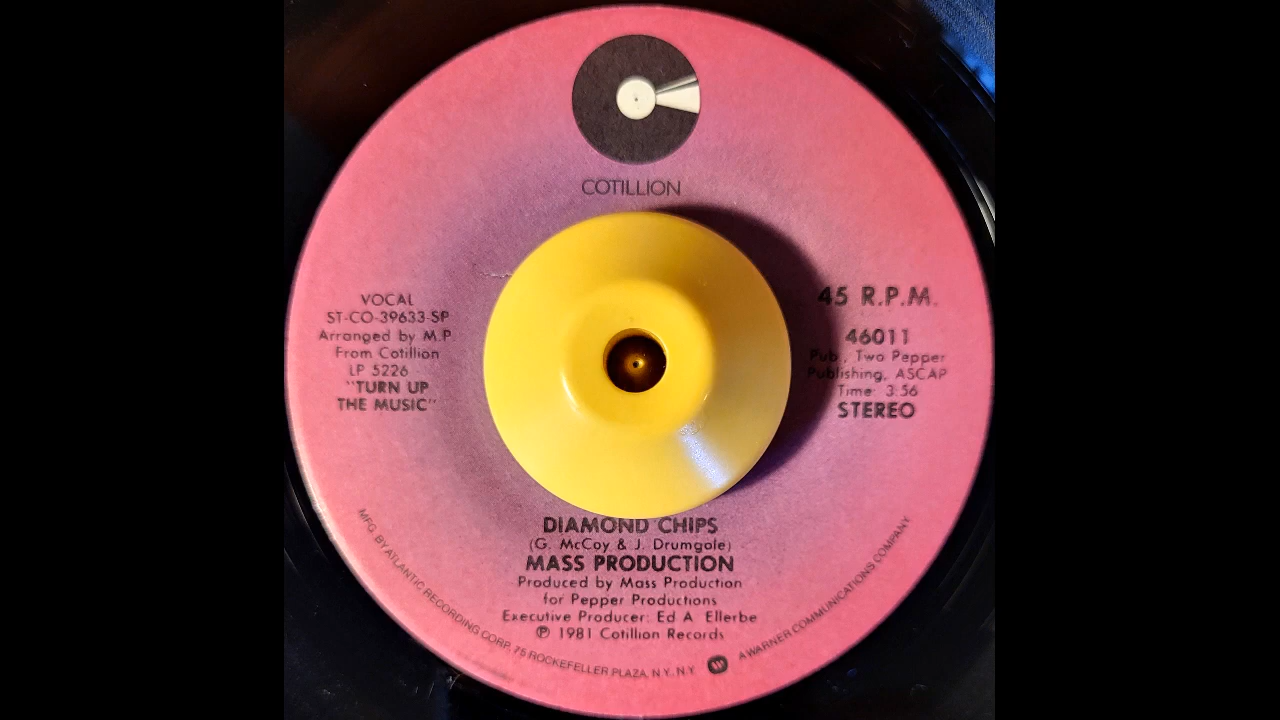 COTILLION
VOCAL
ST-CO-39633-SP
Arranged by M.P.
From Cotillion
LP 5226
"TURN UP
THE MUSIC"
45 R.P.M.
46011
Pub., Two Pepper
Publishing, ASCAP
Time: 3:56
STEREO
DIAMOND CHIPS
(G. McCoy & J. Drumgole)
MASS PRODUCTION
Produced by Mass Production
for Pepper Productions
Executive Producer: Ed A. Ellerbe
℗ 1981 Cotillion Records
MFG. BY ATLANTIC RECORDING CORP. 75 ROCKEFELLER PLAZA, N.Y., N.Y. W A WARNER COMMUNICATIONS COMPANY